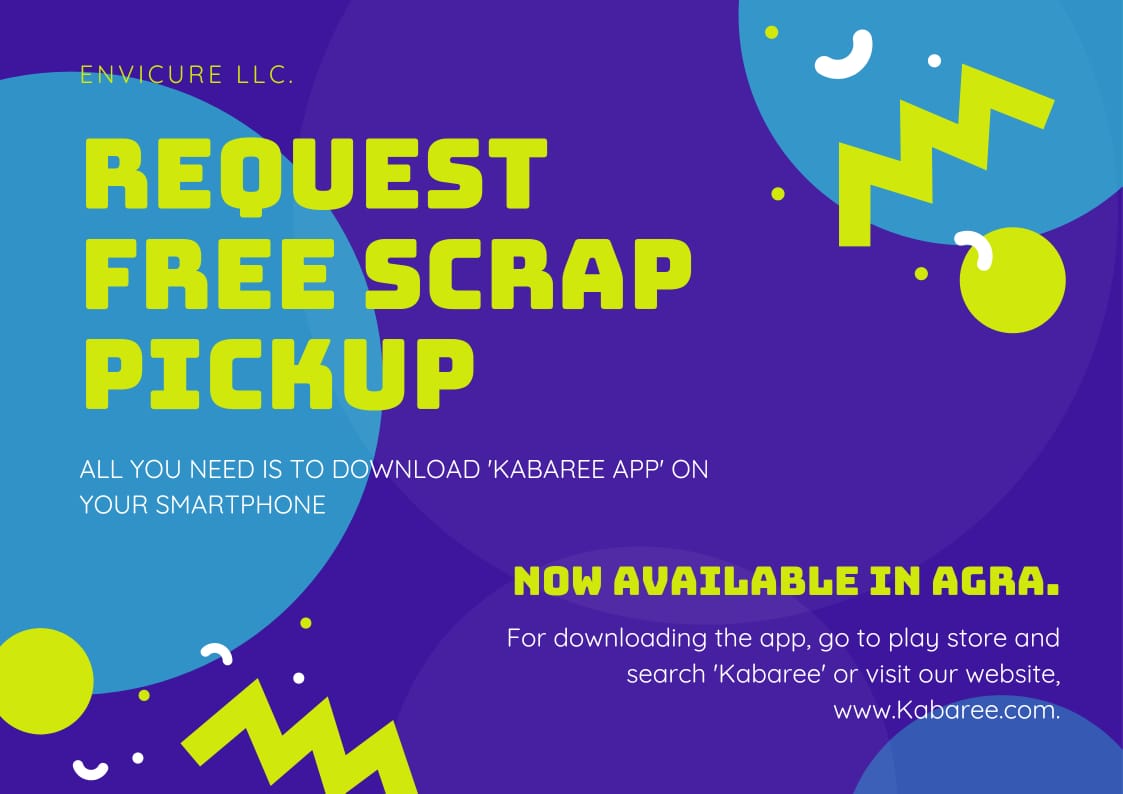 ENVICURE LLC.
REQUEST
FREE SCRAP
PICKUP
ALL YOU NEED IS TO DOWNLOAD 'KABAREE APP' ON
YOUR SMARTPHONE
NOW AVAILABLE IN AGRA.
For downloading the app, go to play store and
search 'Kabaree' or visit our website,
www.Kabaree.com.